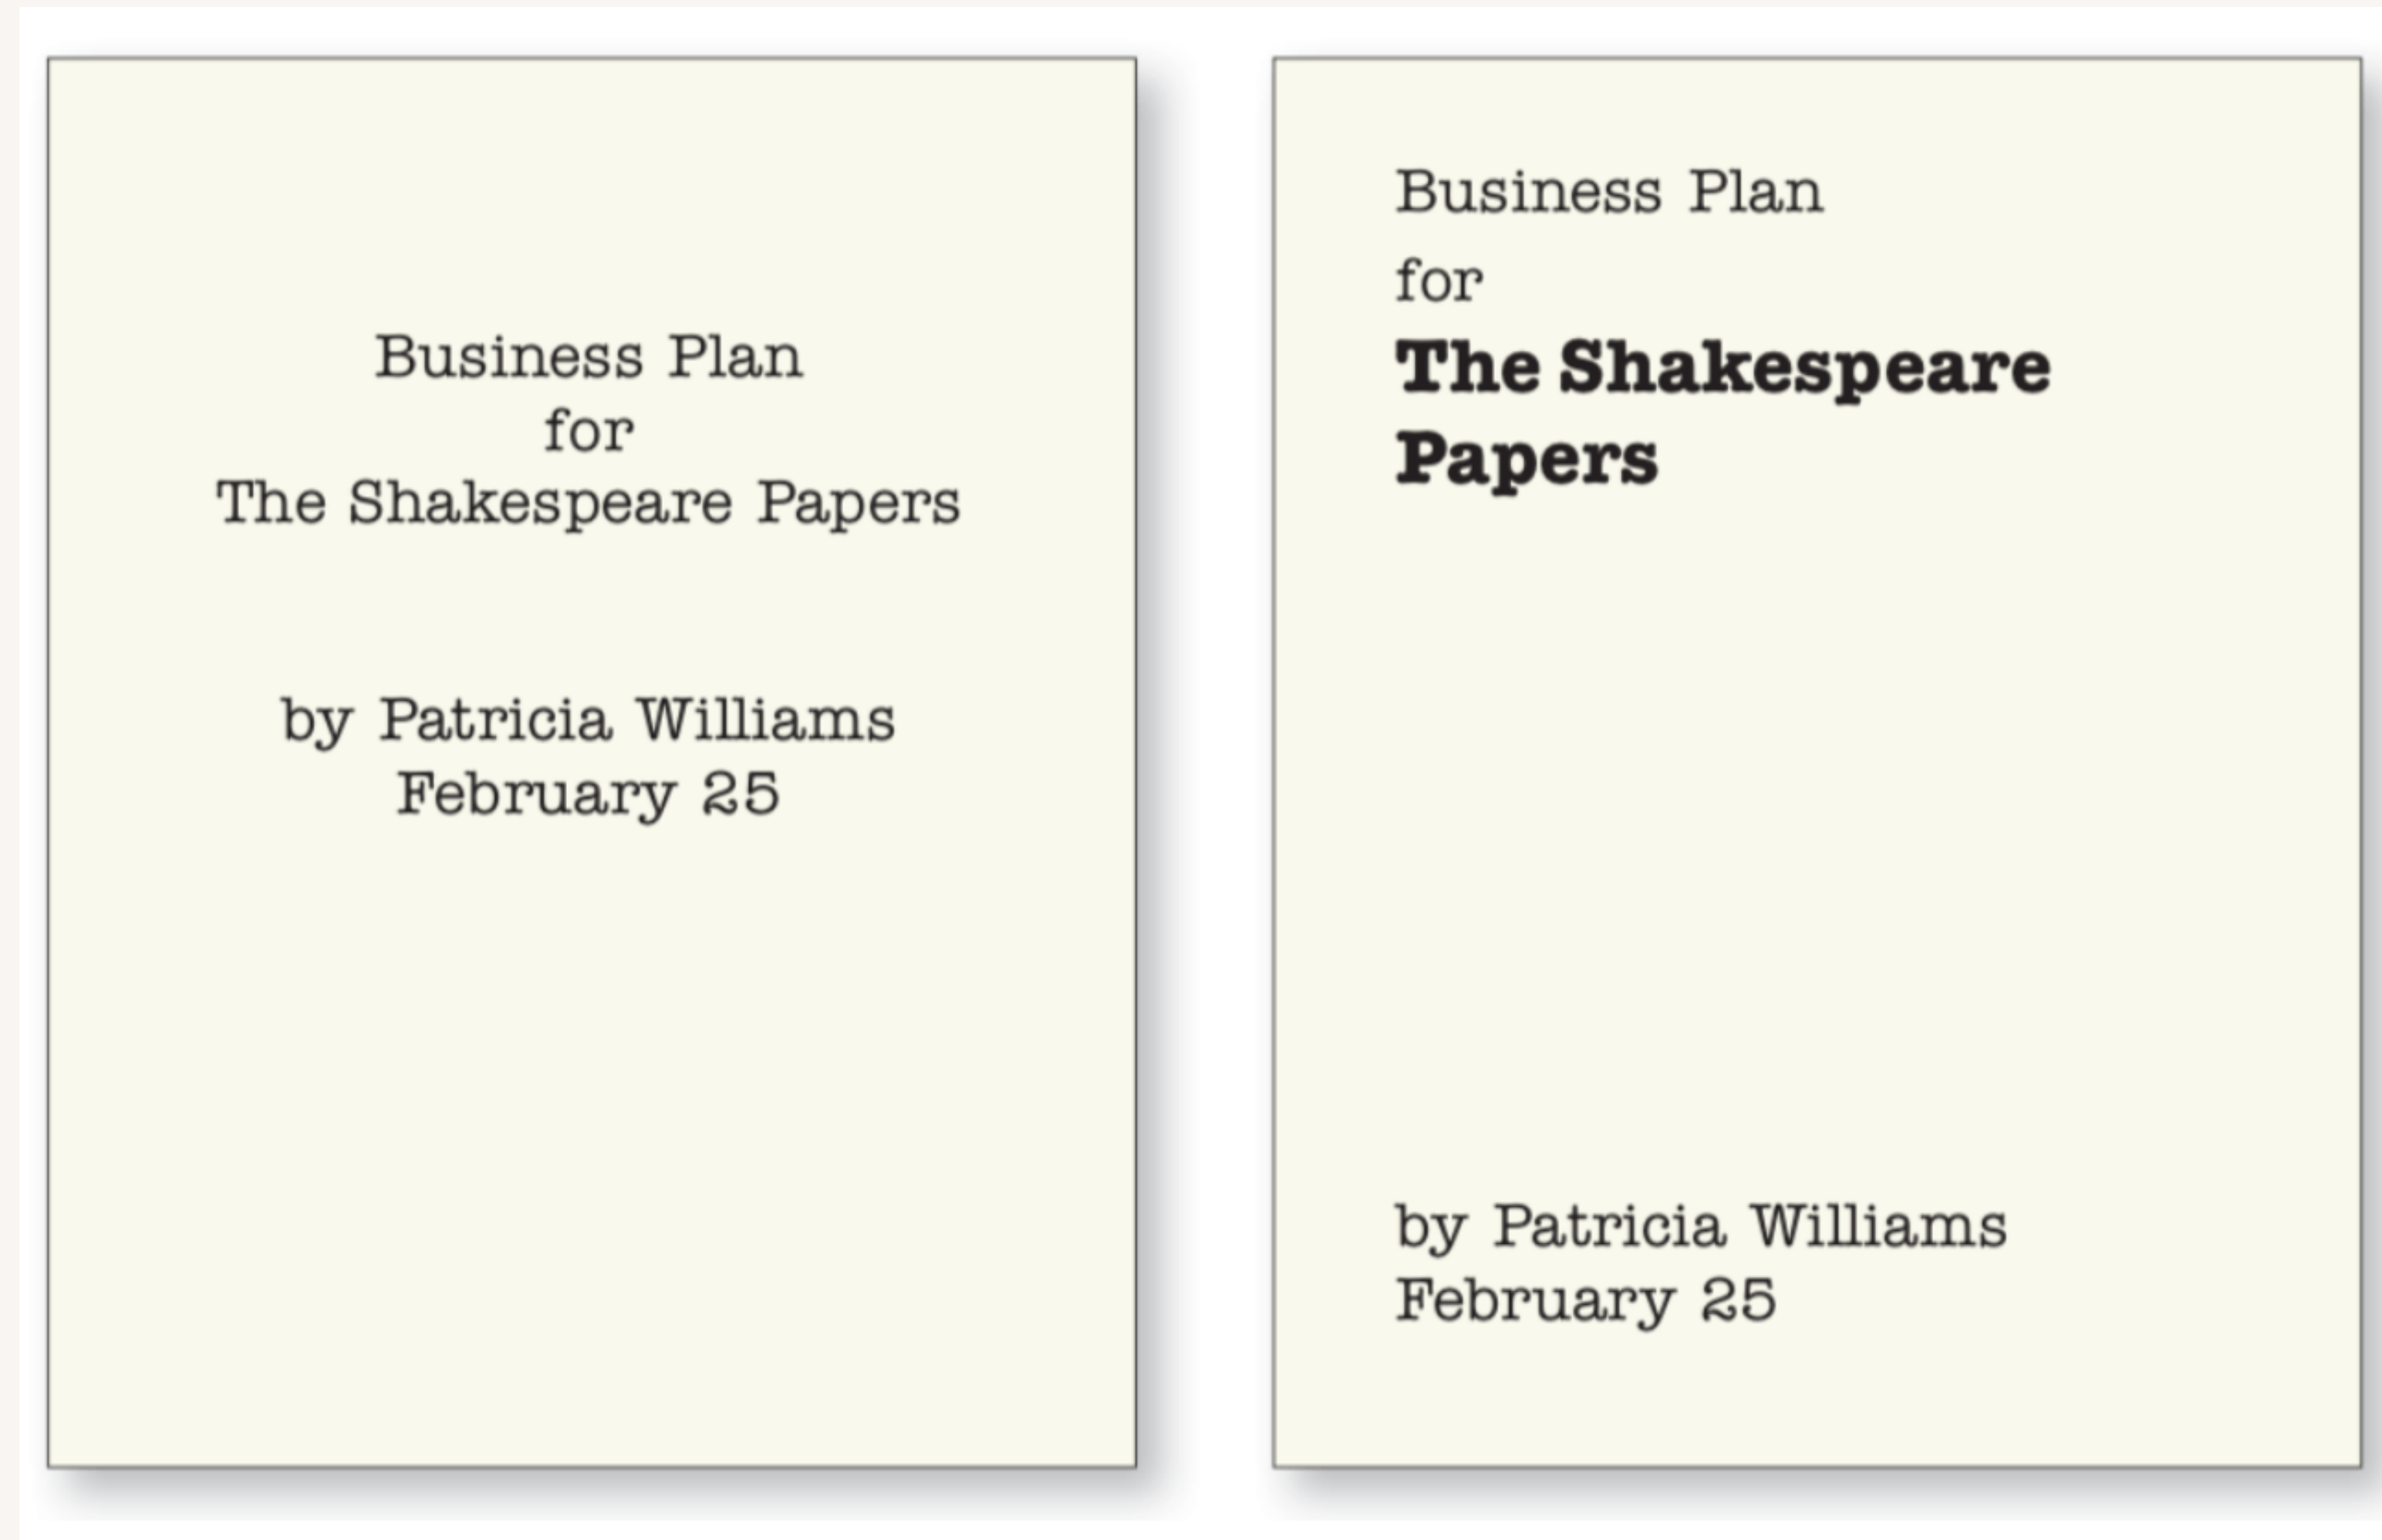 Business Plan
for
The Shakespeare Papers
by Patricia Williams
February 25
Business Plan
for
The Shakespeare
Papers
by Patricia Williams
February 25